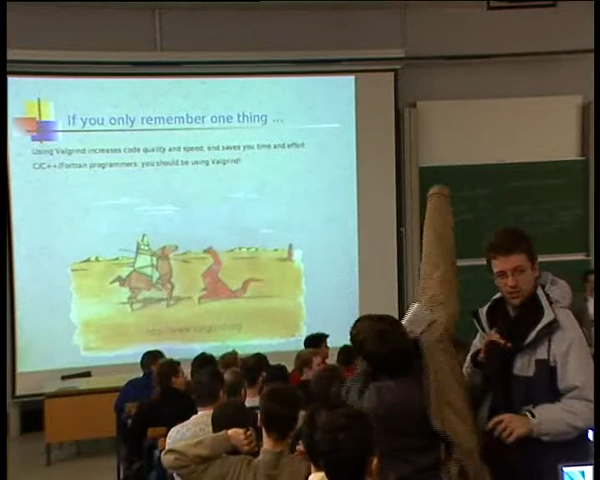 If you only remember one thing ...
Using Valgrind increases code quality and speed, and saves you time and effort
C/C++/Fortran programmers: you should be using Valgrind!
http://www.valgrind.org